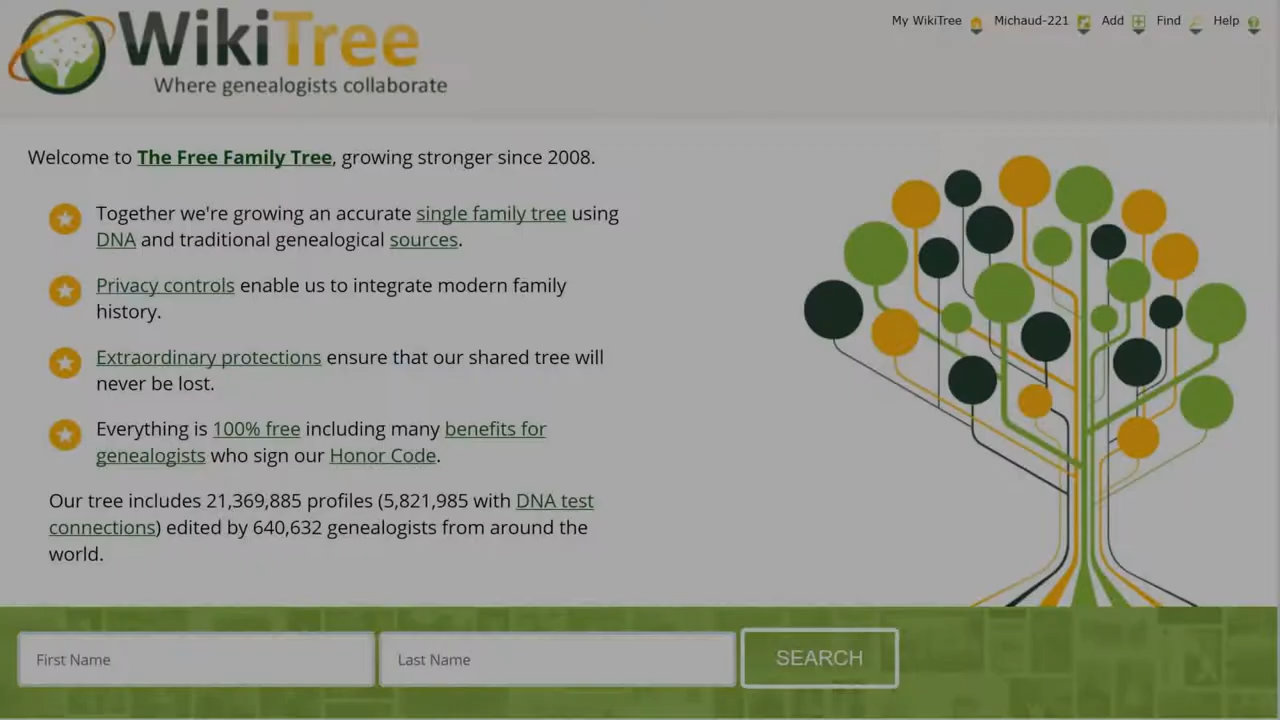 WikiTree
Where genealogists collaborate
My WikiTree Michaud-221 Add Find Help
Welcome to The Free Family Tree, growing stronger since 2008.
Together we're growing an accurate single family tree using
DNA and traditional genealogical sources.
Privacy controls enable us to integrate modern family
history.
Extraordinary protections ensure that our shared tree will
never be lost.
Everything is 100% free including many benefits for
genealogists who sign our Honor Code.
Our tree includes 21,369,885 profiles (5,821,985 with DNA test
connections) edited by 640,632 genealogists from around the
world.
First Name Last Name SEARCH